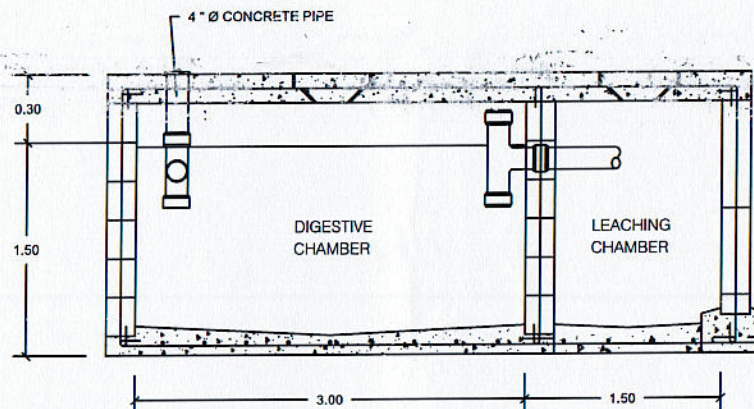 4 " Ø CONCRETE PIPE
0.30
1.50
DIGESTIVE
CHAMBER
LEACHING
CHAMBER
3.00
1.50